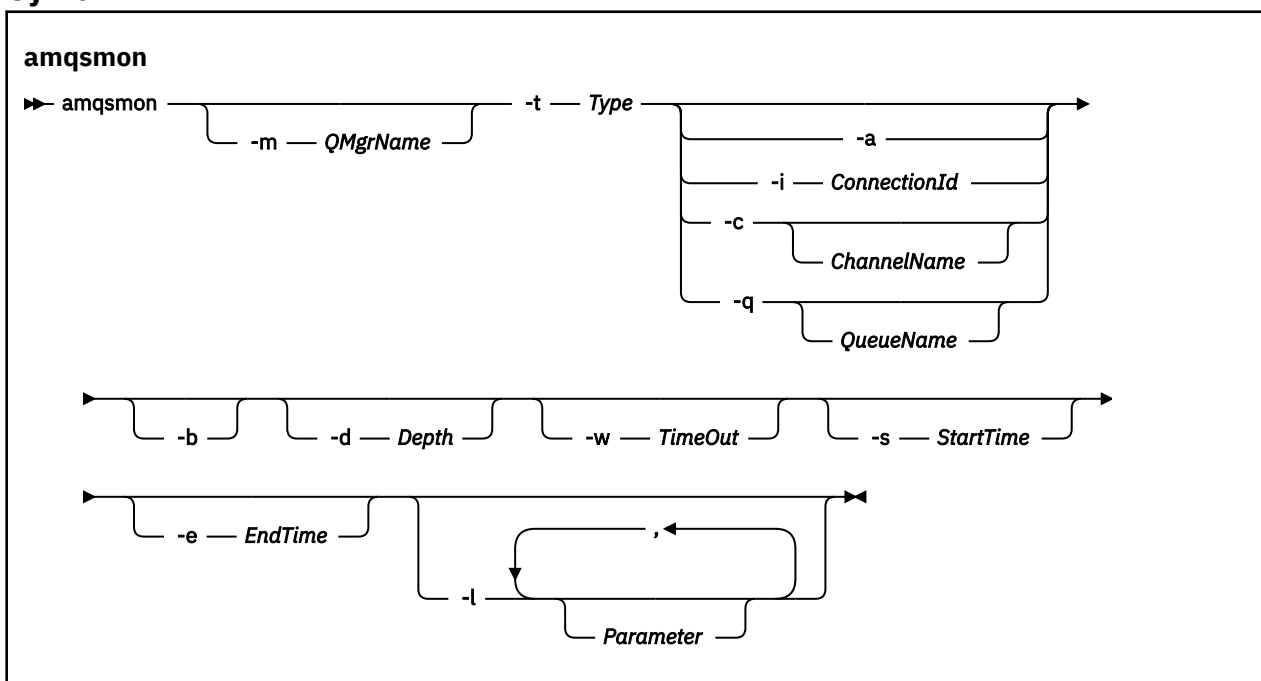 amqsmon
amqsmon -t Type
-m QMgrName
-a
-i ConnectionId
-c
ChannelName
-q
QueueName
-b -d Depth -w TimeOut -s StartTime
-e EndTime
,
-l
Parameter